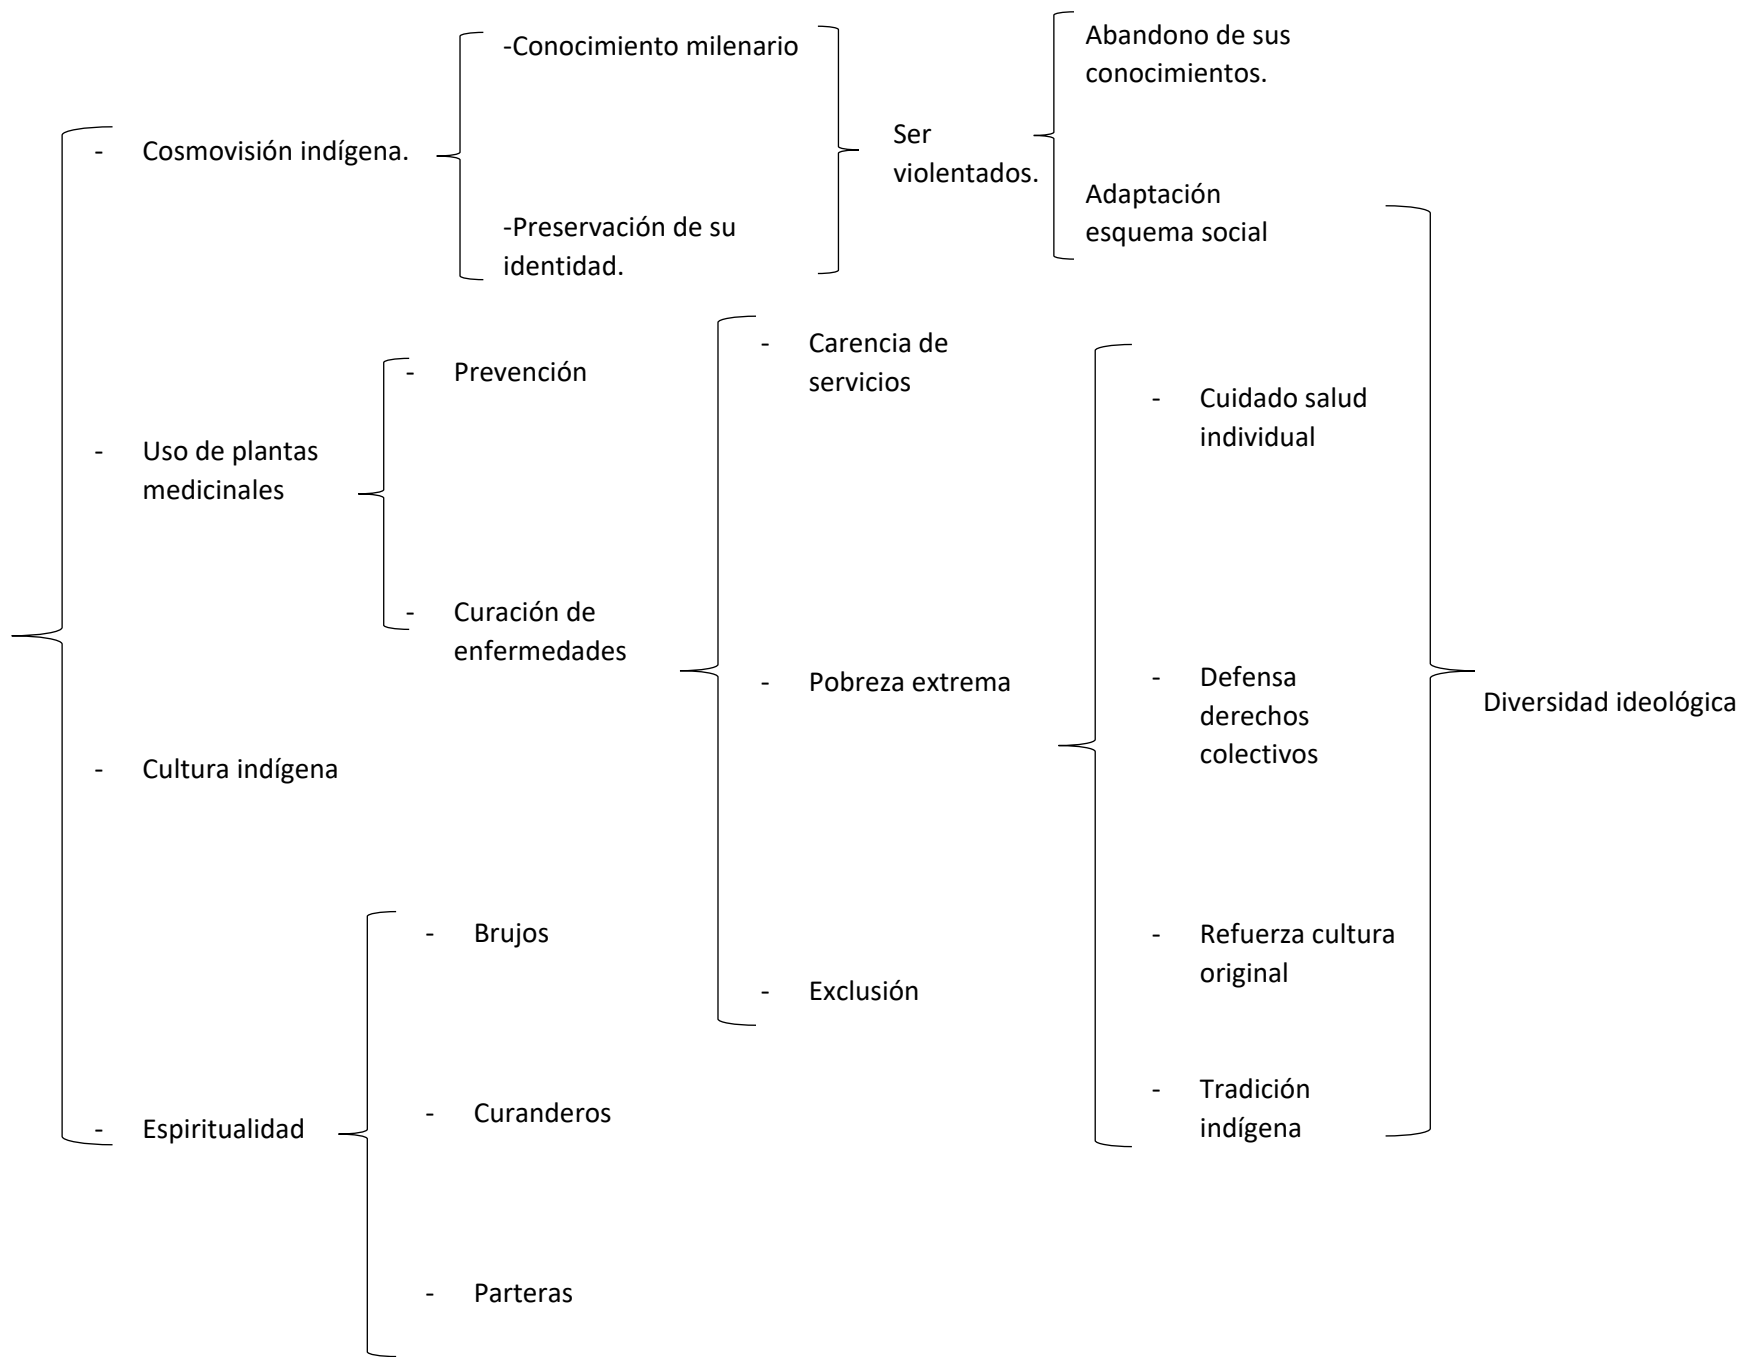 -Conocimiento milenario
Abandono de sus
conocimientos.
- Cosmovisión indígena.
Ser
violentados.
-Preservación de su
identidad.
Adaptación
esquema social
- Uso de plantas
medicinales
- Prevención
- Curación de
enfermedades
- Carencia de
servicios
- Pobreza extrema
- Exclusión
- Cuidado salud
individual
- Defensa
derechos
colectivos
- Refuerza cultura
original
- Tradición
indígena
Diversidad ideológica
- Cultura indígena
- Espiritualidad
- Brujos
- Curanderos
- Parteras